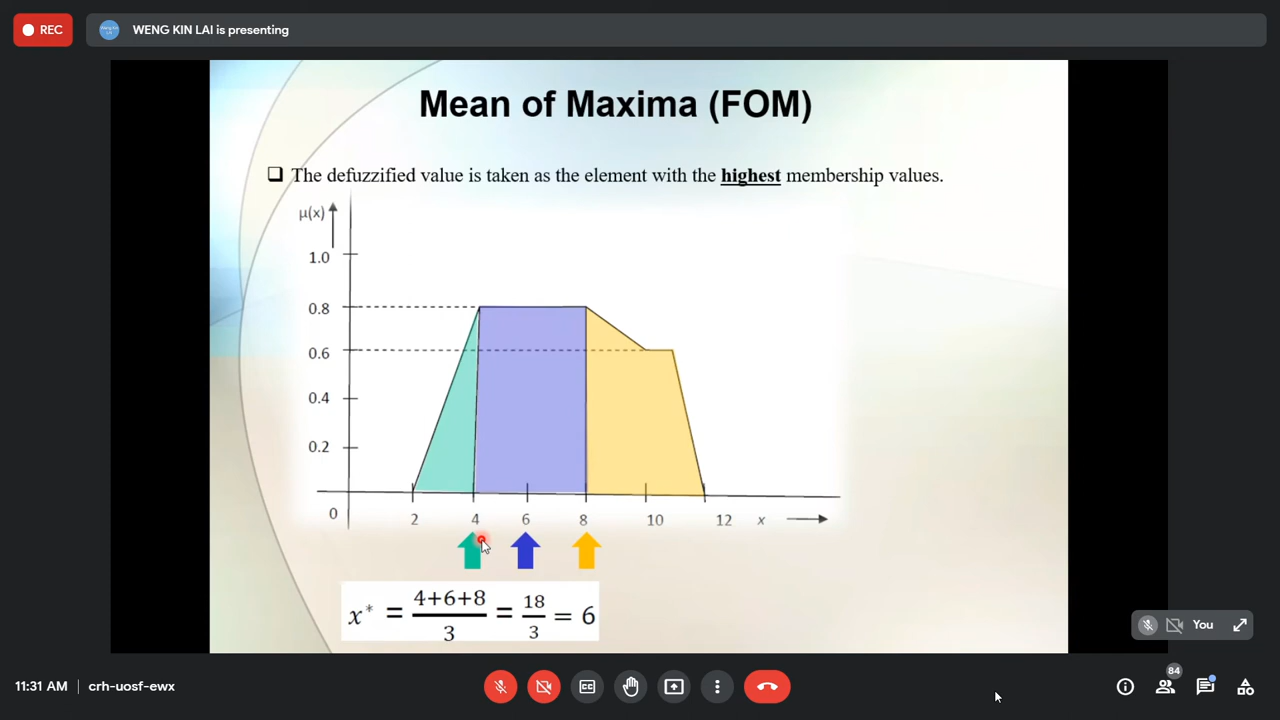 REC
WENG KIN LAI is presenting
Mean of Maxima (FOM)
❑ The defuzzified value is taken as the element with the highest membership values.
μ(x)
1.0
0.8
0.6
0.4
0.2
0 2 4 6 8 10 12 x
x* = 4+6+8/3 = 18/3 = 6
You
11:31 AM crh-uosf-ewx
84